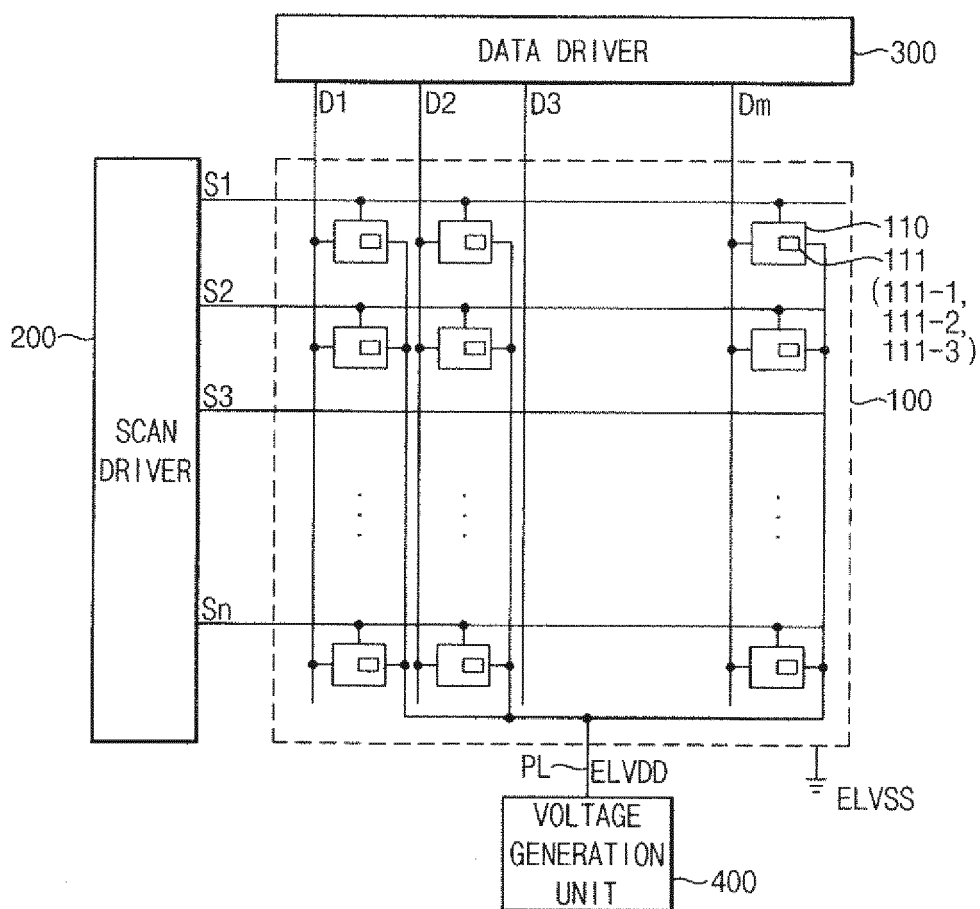 DATA DRIVER
300
D1
D2
D3
Dm
S1
110
111
(111-1,
111-2,
111-3)
S2
200
S3
100
SCAN
DRIVER
Sn
PL
ELVDD
ELVSS
VOLTAGE
GENERATION
UNIT
400